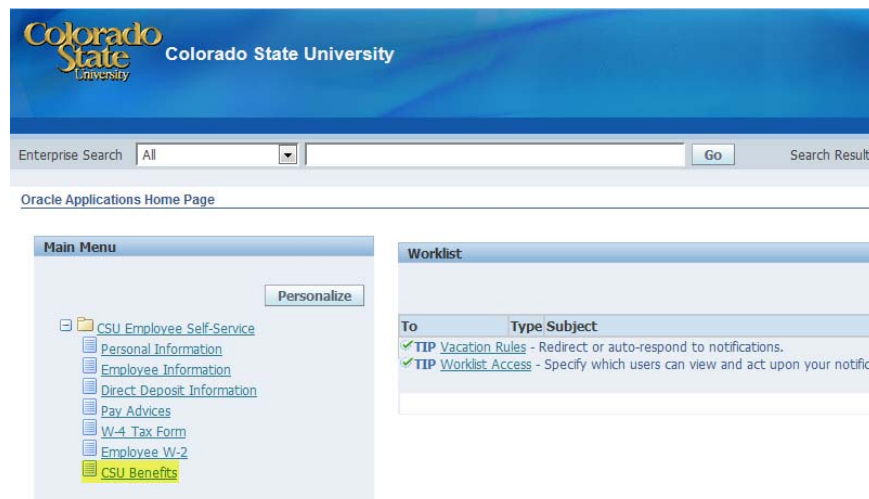 Colorado
State
University
Colorado State University
Enterprise Search All Go Search Result
Oracle Applications Home Page
Main Menu
Personalize
CSU Employee Self-Service
Personal Information
Employee Information
Direct Deposit Information
Pay Advices
W-4 Tax Form
Employee W-2
CSU Benefits
Worklist
To Type Subject
TIP Vacation Rules - Redirect or auto-respond to notifications.
TIP Worklist Access - Specify which users can view and act upon your notific